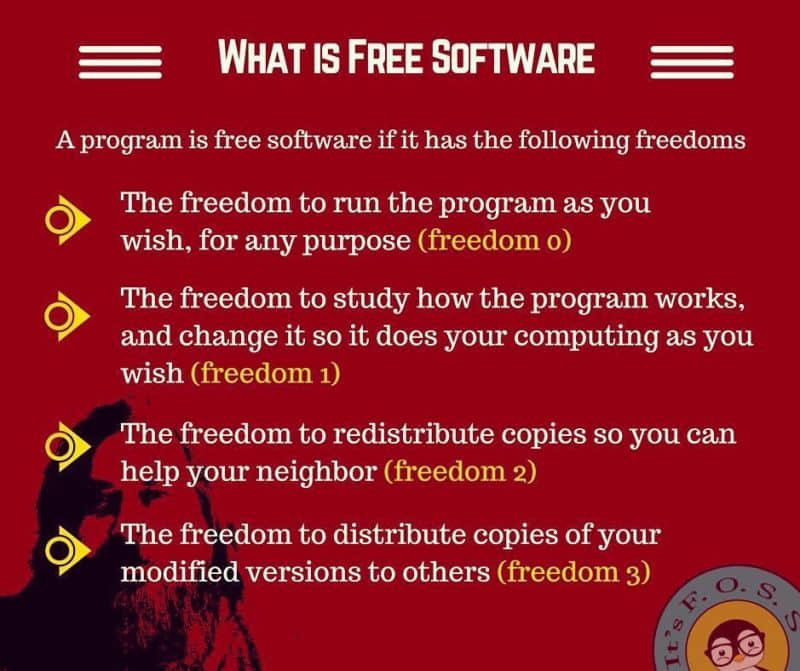 WHAT IS FREE SOFTWARE
A program is free software if it has the following freedoms
The freedom to run the program as you
wish, for any purpose (freedom 0)
The freedom to study how the program works,
and change it so it does your computing as you
wish (freedom 1)
The freedom to redistribute copies so you can
help your neighbor (freedom 2)
The freedom to distribute copies of your
modified versions to others (freedom 3)
It's F.O.S.S